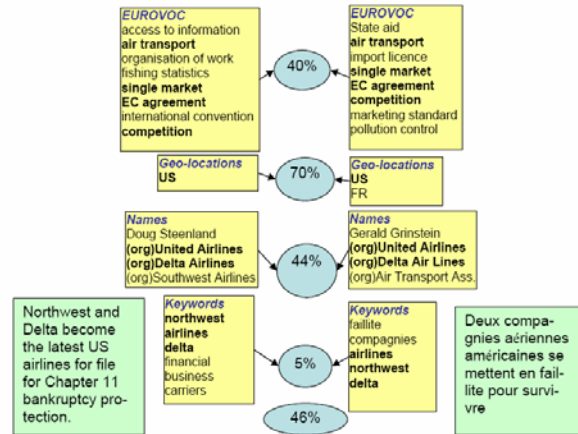 EUROVOC
access to information
air transport
organisation of work
fishing statistics
single market
EC agreement
international convention
competition
40%
EUROVOC
State aid
air transport
import licence
single market
EC agreement
competition
marketing standard
pollution control
Geo-locations
US
70%
Geo-locations
US
FR
Names
Doug Steenland
(org)United Airlines
(org)Delta Airlines
(org)Southwest Airlines
44%
Names
Gerald Grinstein
(org)United Airlines
(org)Delta Air Lines
(org)Air Transport Ass.
Northwest and
Delta become
the latest US
airlines for file
for Chapter 11
bankruptcy pro-
tection.
Keywords
northwest
airlines
delta
financial
business
carriers
5%
Keywords
faillite
compagnies
airlines
northwest
delta
Deux compa-
gnies aériennes
américaines se
mettent en fail-
lite pour survi-
vre
46%